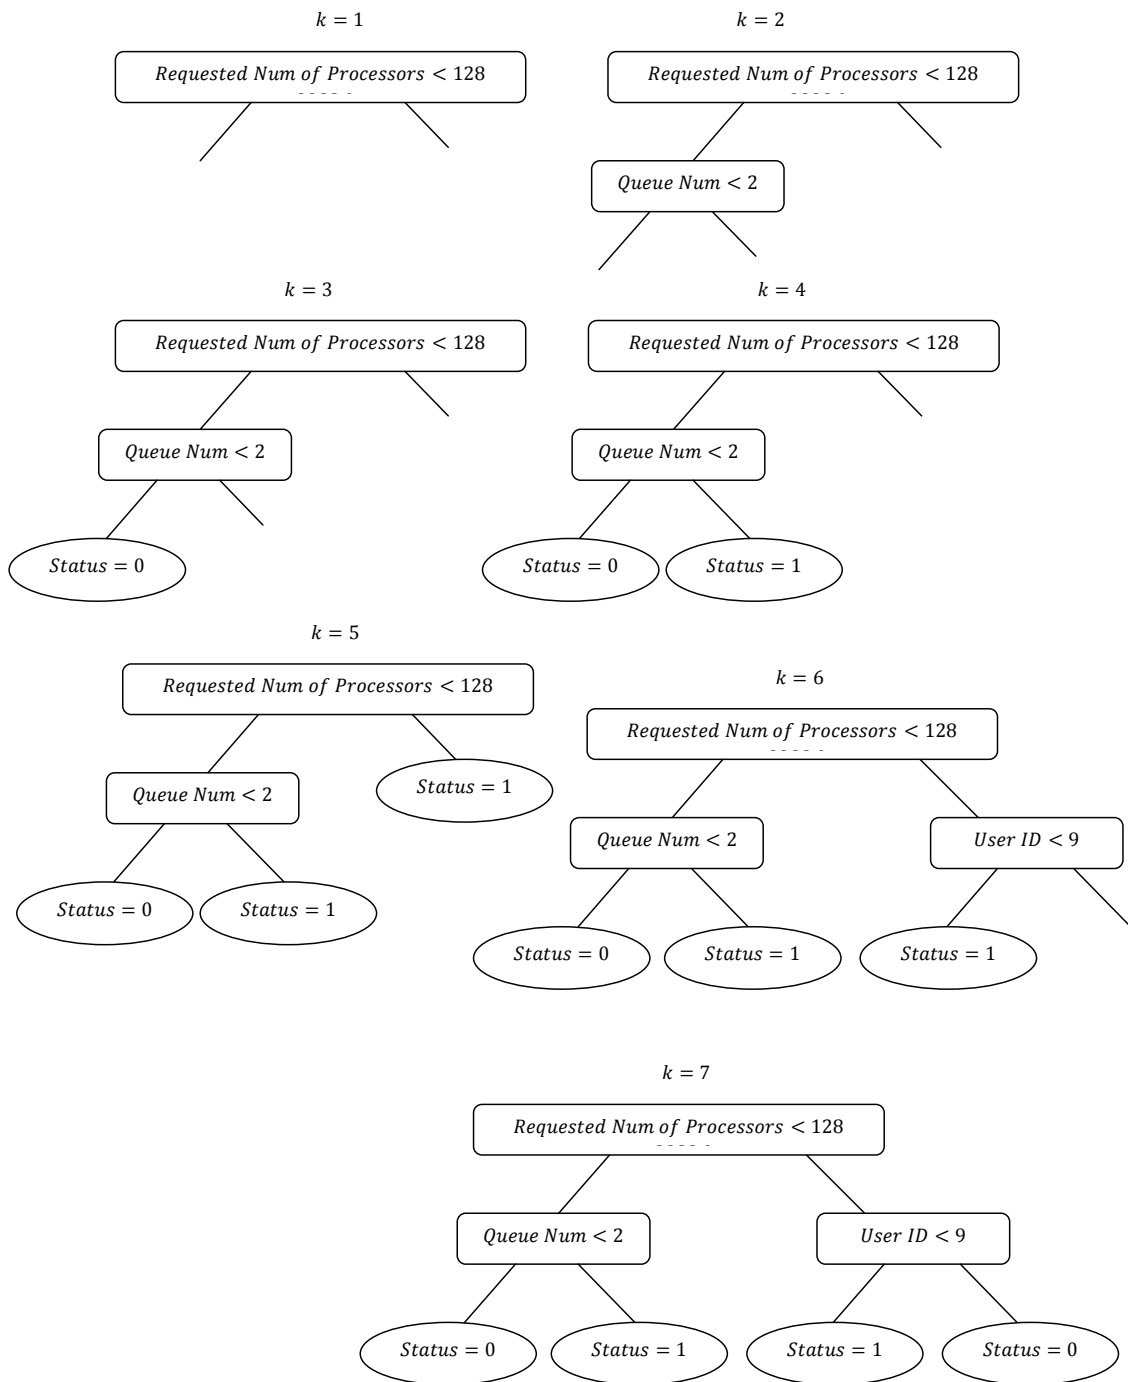 k = 1
k = 2
Requested Num of Processors < 128
Requested Num of Processors < 128
Queue Num < 2
k = 3
k = 4
Requested Num of Processors < 128
Requested Num of Processors < 128
Queue Num < 2
Queue Num < 2
Status = 0
Status = 0
Status = 1
k = 5
k = 6
Requested Num of Processors < 128
Requested Num of Processors < 128
Status = 1
Queue Num < 2
Queue Num < 2
User ID < 9
Status = 0
Status = 1
Status = 0
Status = 1
Status = 1
k = 7
Requested Num of Processors < 128
Queue Num < 2
User ID < 9
Status = 0
Status = 1
Status = 1
Status = 0